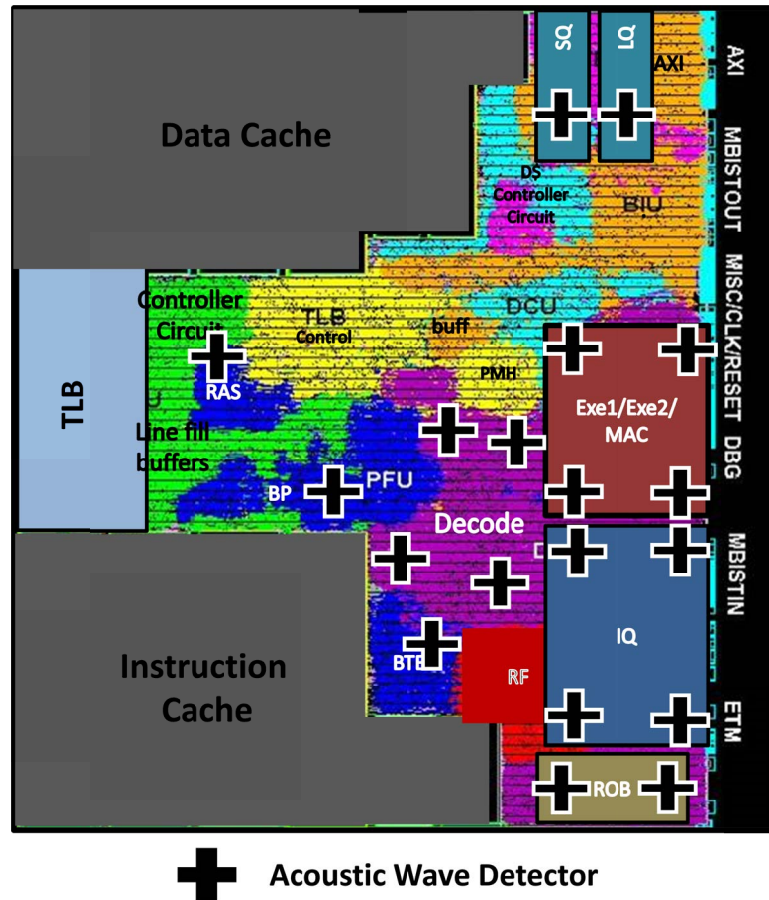 SQ
LQ
AXI
AXI
Data Cache
MBISTOUT
DS
Controller
Circuit
BIU
MISC/CLK/RESET
Controller
Circuit
TLB
Control
buff
DCU
TLB
RAS
PMH
Exe1/Exe2/
MAC
DBG
Line fill
buffers
BP
PFU
Decode
MBISTIN
IQ
Instruction
Cache
BTB
RF
ETM
ROB
Acoustic Wave Detector